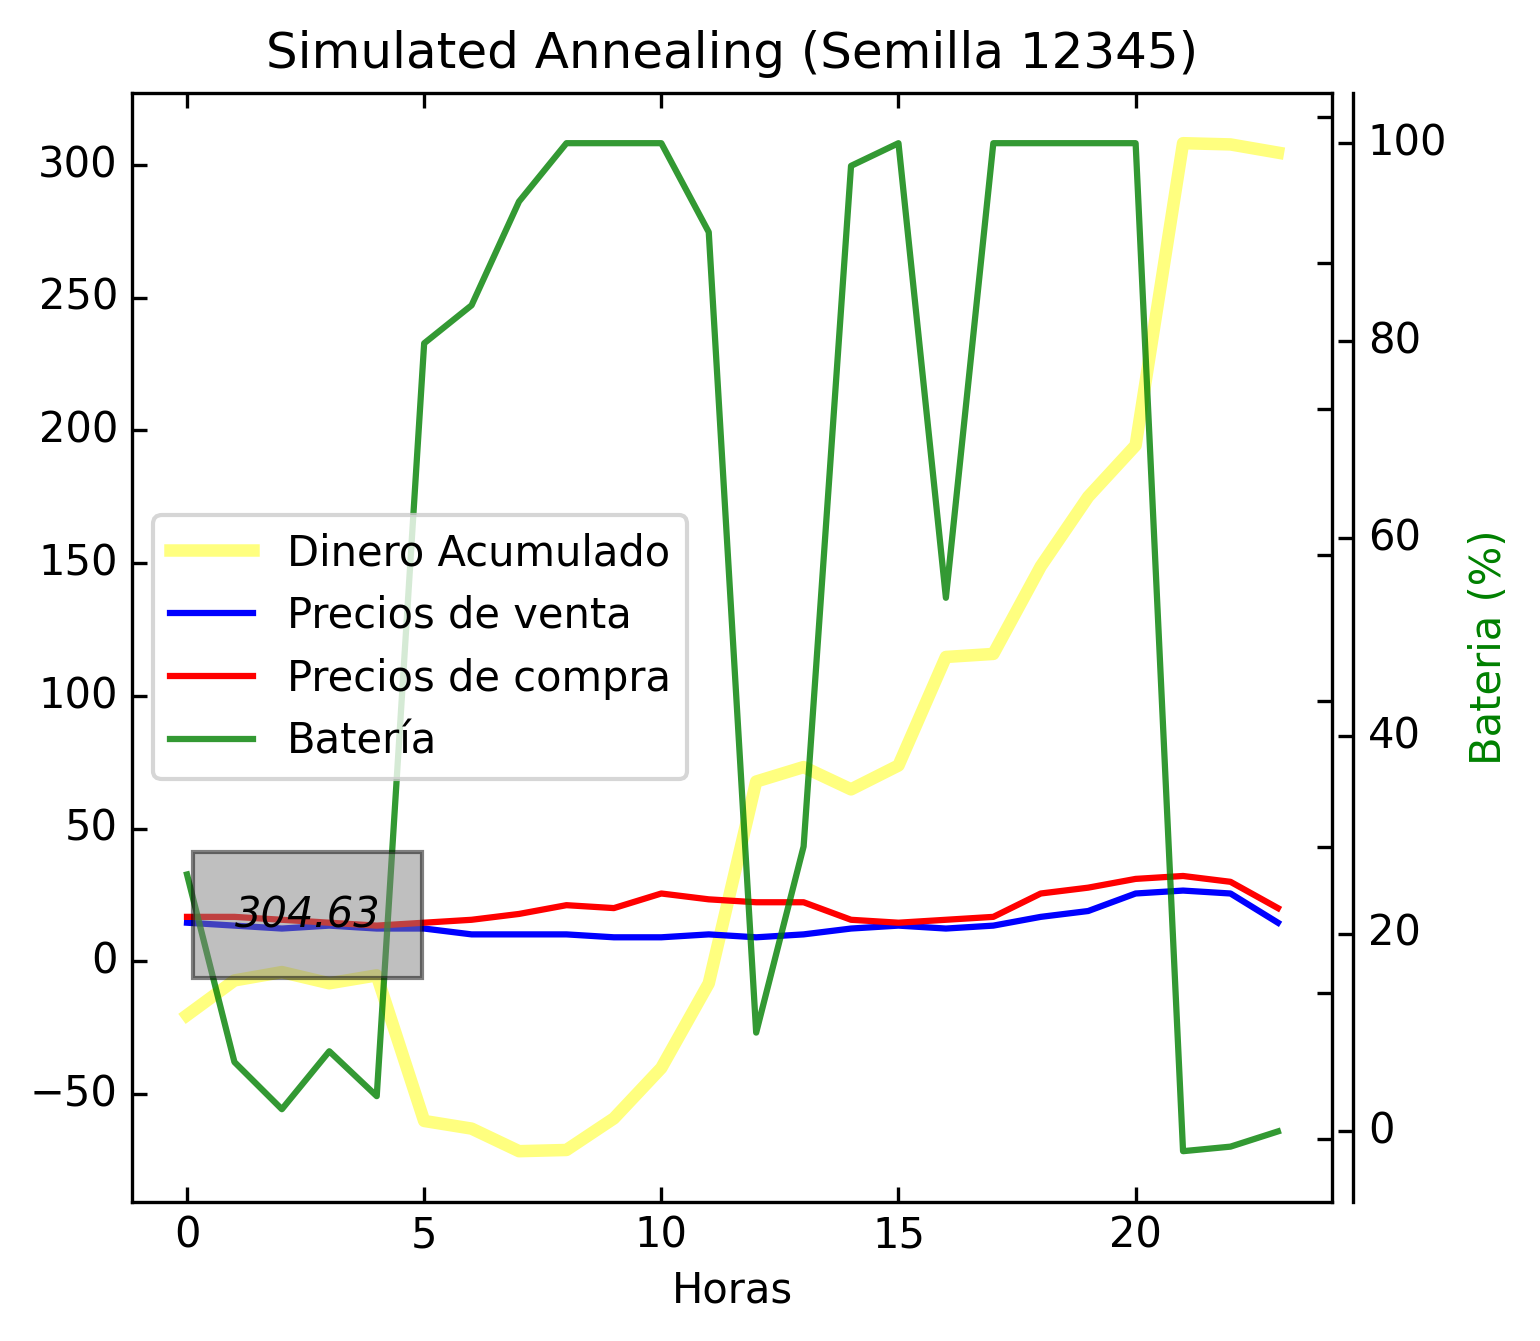 Simulated Annealing (Semilla 12345)
300
250
200
150
100
50
0
−50
100
80
60
40
20
0
Bateria (%)
Dinero Acumulado
Precios de venta
Precios de compra
Batería
304.63
0 5 10 15 20
Horas